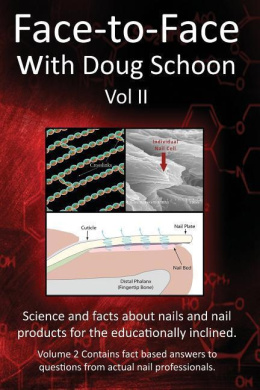 Face-to-Face
With Doug Schoon
Vol II
Individual
Nail Cell
Cuticle
Nail Plate
Nail Bed
Distal Phalanx
(Fingertip Bone)
Science and facts about nails and nail
products for the educationally inclined.
Volume 2 Contains fact based answers to
questions from actual nail professionals.